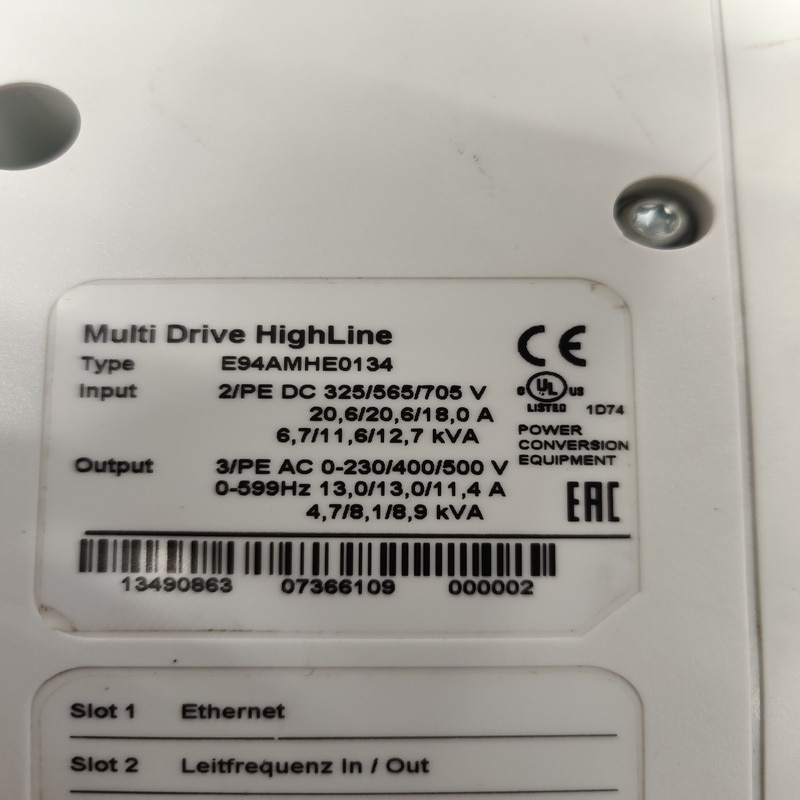 Multi Drive HighLine
Type E94AMHE0134
Input 2/PE DC 325/565/705 V
20,6/20,6/18,0 A
6,7/11,6/12,7 kVA
Output 3/PE AC 0-230/400/500 V
0-599Hz 13,0/13,0/11,4 A
4,7/8,1/8,9 kVA
CE
C UL US
LISTED 1D74
POWER
CONVERSION
EQUIPMENT
EAC
13490863 07366109 000002
Slot 1 Ethernet
Slot 2 Leitfrequenz In / Out